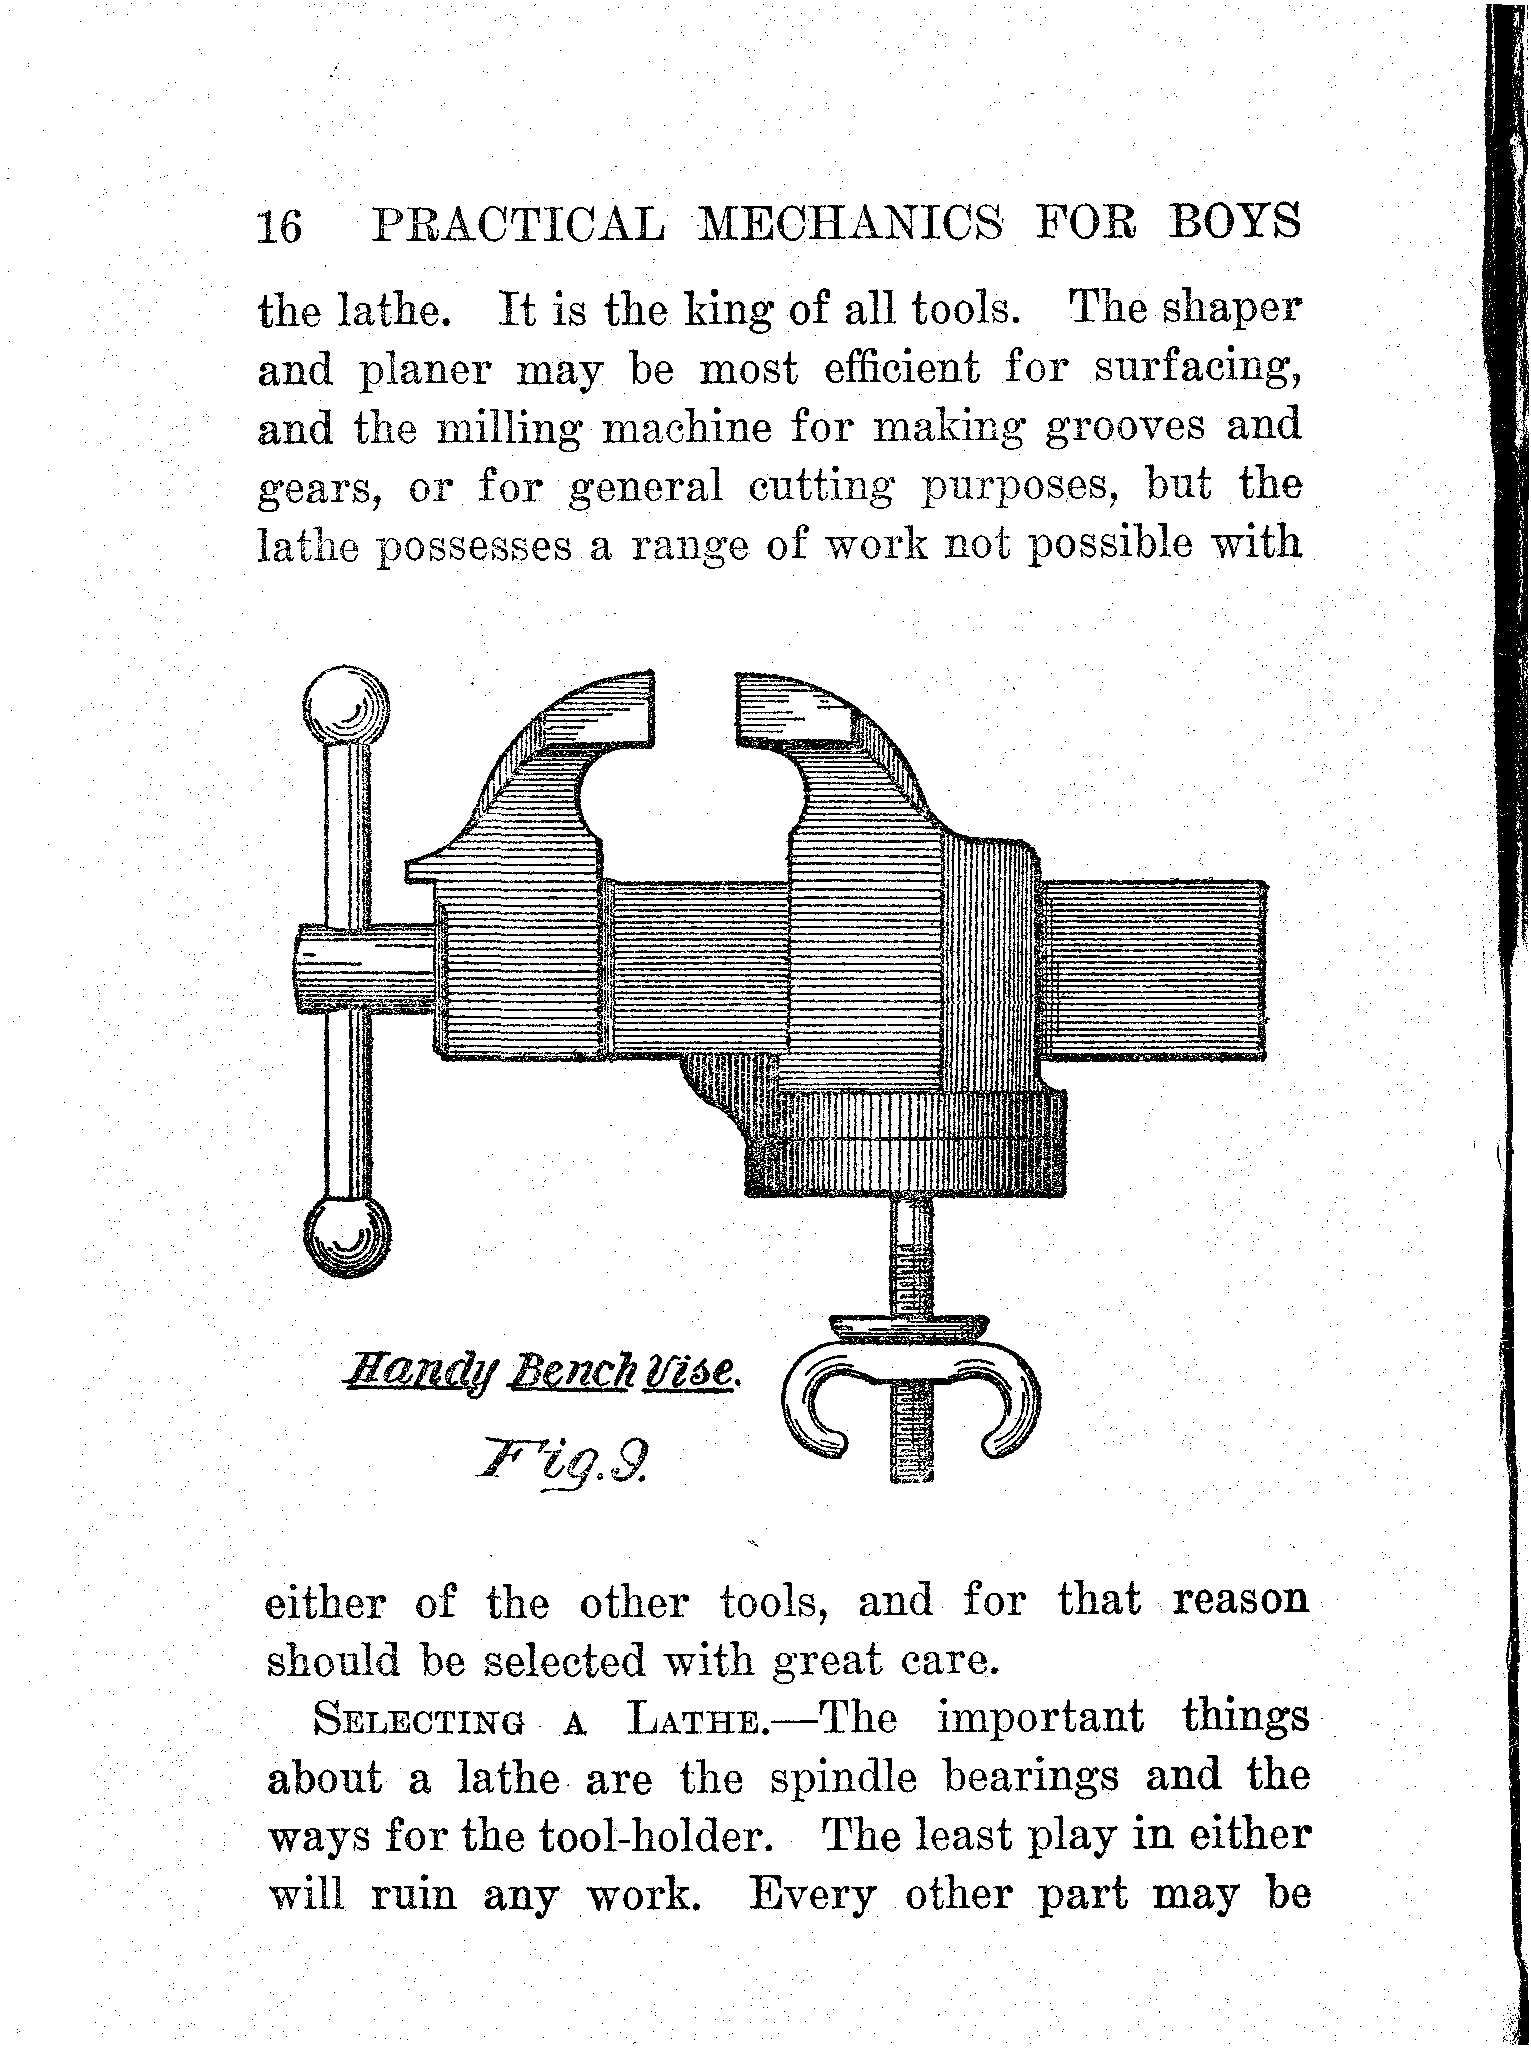 16 PRACTICAL MECHANICS FOR BOYS
the lathe. It is the king of all tools. The shaper
and planer may be most efficient for surfacing,
and the milling machine for making grooves and
gears, or for general cutting purposes, but the
lathe possesses a range of work not possible with
Handy Bench Vise.
Fig. 9.
either of the other tools, and for that reason
should be selected with great care.
SELECTING A LATHE.—The important things
about a lathe are the spindle bearings and the
ways for the tool-holder. The least play in either
will ruin any work. Every other part may be